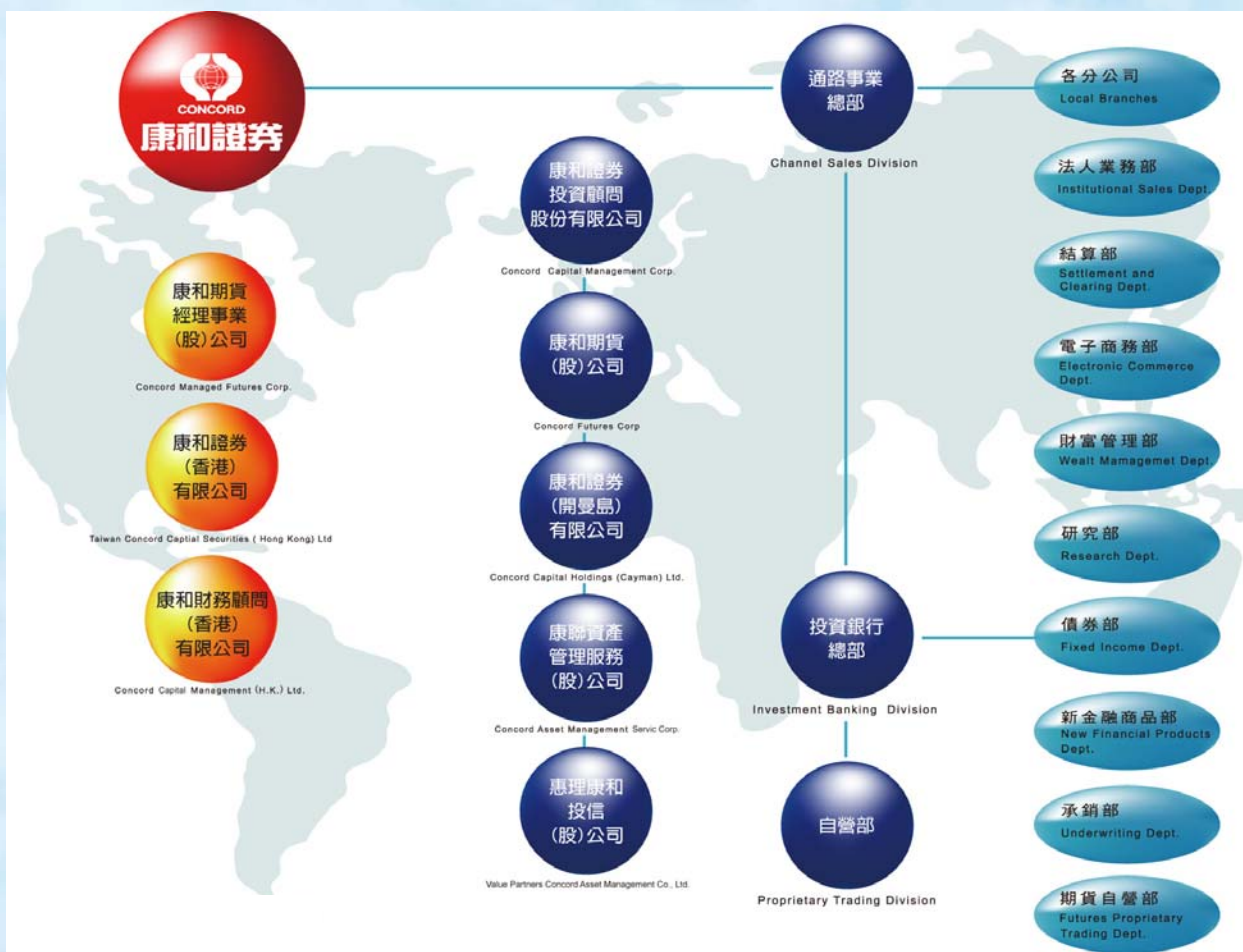 CONCORD
康和證券
康和期貨
經理事業
(股)公司
Concord Managed Futures Corp.
康和證券
(香港)
有限公司
Taiwan Concord Captial Securities ( Hong Kong) Ltd
康和財務顧問
(香港)
有限公司
Concord Capital Management (H.K.) Ltd.
康和證券
投資顧問
股份有限公司
Concord Capital Management Corp.
康和期貨
(股)公司
Concord Futures Corp
康和證券
(開曼島)
有限公司
Concord Capital Holdings (Cayman) Ltd.
康聯資產
管理服務
(股)公司
Concord Asset Management Servic Corp.
惠理康和
投信
(股)公司
Value Partners Concord Asset Management Co., Ltd.
通路事業
總部
Channel Sales Division
投資銀行
總部
Investment Banking Division
自營部
Proprietary Trading Division
各分公司
Local Branches
法人業務部
Institutional Sales Dept.
結算部
Settlement and
Clearing Dept.
電子商務部
Electronic Commerce
Dept.
財富管理部
Wealt Mamagemet Dept.
研究部
Research Dept.
債券部
Fixed Income Dept.
新金融商品部
New Financial Products
Dept.
承銷部
Underwriting Dept.
期貨自營部
Futures Proprietary
Trading Dept.